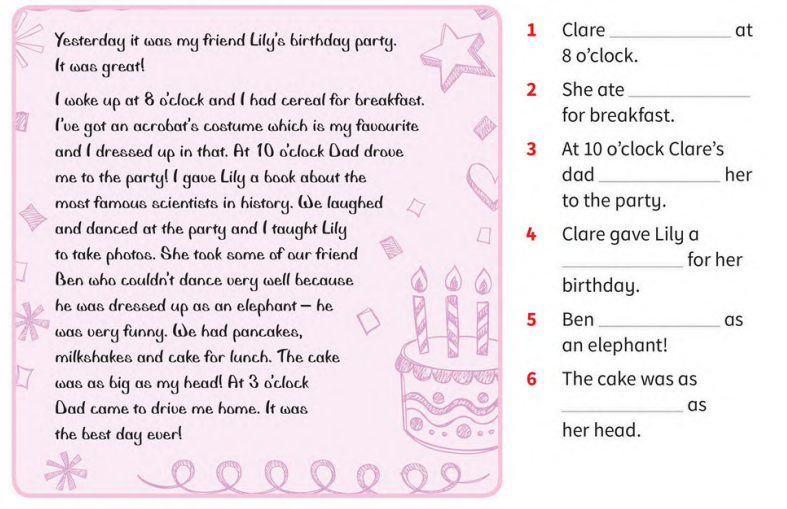 Yesterday it was my friend Lily's birthday party.
It was great!
I woke up at 8 o'clock and I had cereal for breakfast.
I've got an acrobat's costume which is my favourite
and I dressed up in that. At 10 o'clock Dad drove
me to the party! I gave Lily a book about the
most famous scientists in history. We laughed
and danced at the party and I taught Lily
to take photos. She took some of our friend
Ben who couldn't dance very well because
he was dressed up as an elephant – he
was very funny. We had pancakes,
milkshakes and cake for lunch. The cake
was as big as my head! At 3 o'clock
Dad came to drive me home. It was
the best day ever!
1 Clare ____________ at
8 o'clock.
2 She ate ____________
for breakfast.
3 At 10 o'clock Clare's
dad ____________ her
to the party.
4 Clare gave Lily a
____________ for her
birthday.
5 Ben ____________ as
an elephant!
6 The cake was as
____________ as
her head.